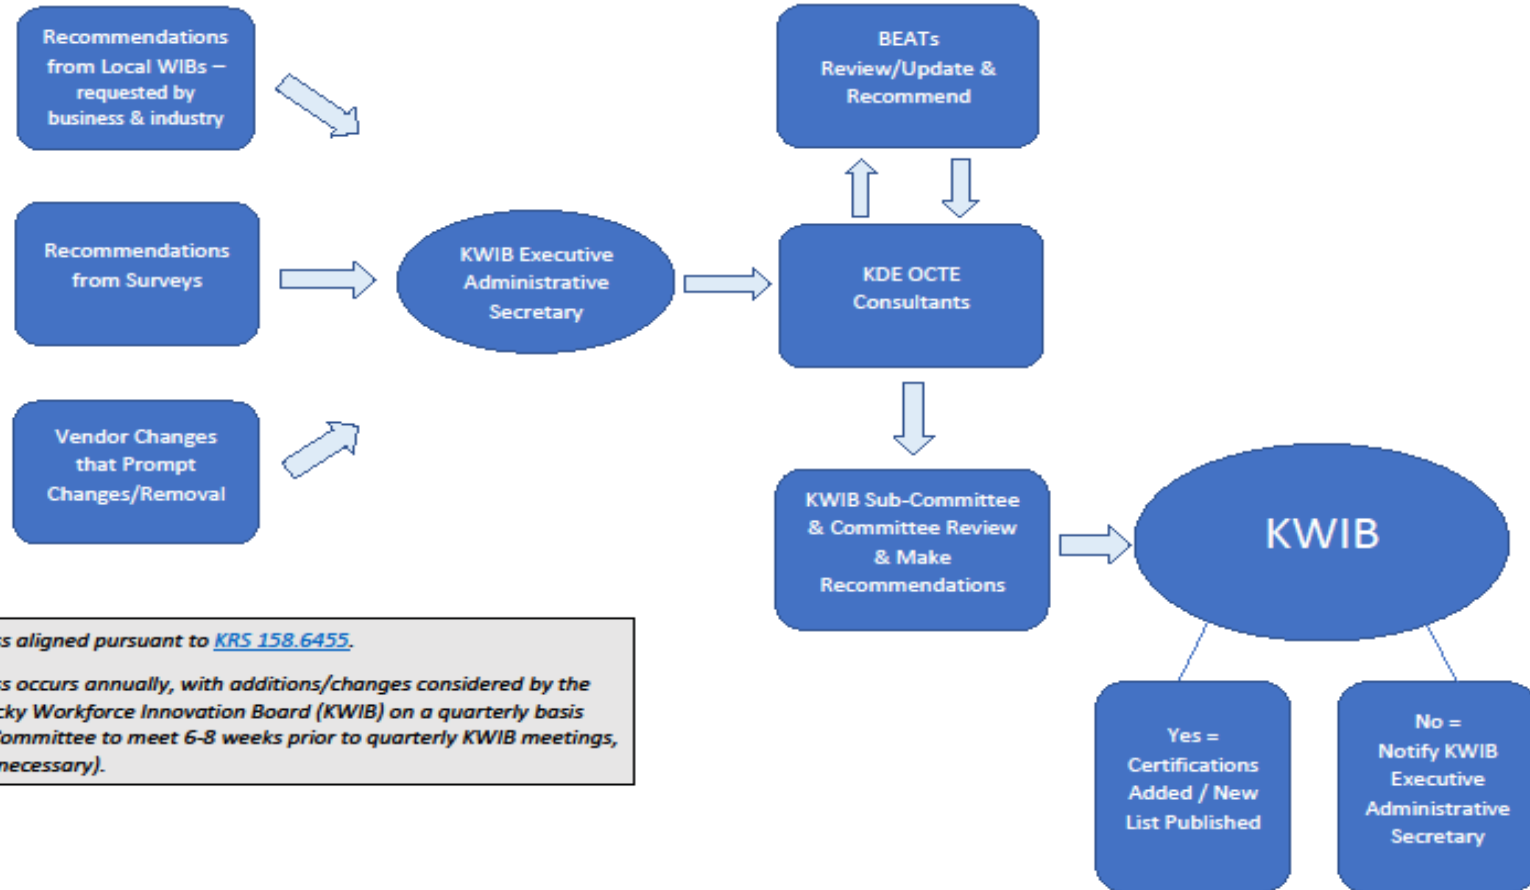 Recommendations
from Local WIBs –
requested by
business & industry
BEATs
Review/Update &
Recommend
Recommendations
from Surveys
KWIB Executive
Administrative
Secretary
KDE OCTE
Consultants
Vendor Changes
that Prompt
Changes/Removal
KWIB Sub-Committee
& Committee Review
& Make
Recommendations
KWIB
aligned pursuant to KRS 158.6455.
occurs annually, with additions/changes considered by the
Workforce Innovation Board (KWIB) on a quarterly basis
to meet 6-8 weeks prior to quarterly KWIB meetings,
necessary).
Yes =
Certifications
Added / New
List Published
No =
Notify KWIB
Executive
Administrative
Secretary